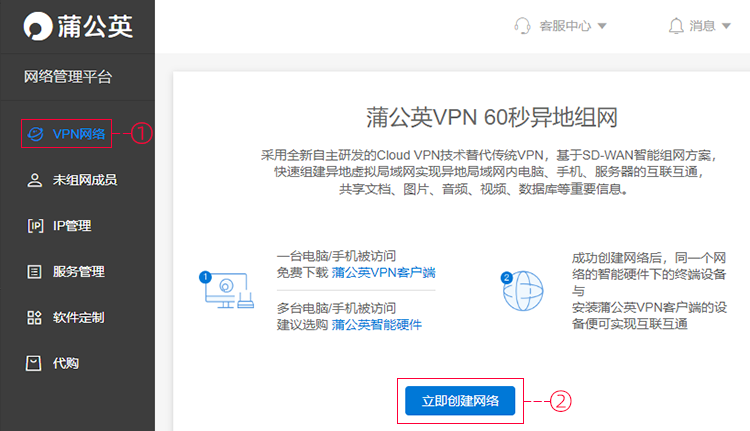 蒲公英
客服中心
消息
网络管理平台
VPN网络
①
未组网成员
IP管理
服务管理
软件定制
代购
蒲公英VPN 60秒异地组网
采用全新自主研发的Cloud VPN技术替代传统VPN，基于SD-WAN智能组网方案，
快速组建异地虚拟局域网实现异地局域网内电脑、手机、服务器的互联互通，
共享文档、图片、音频、视频、数据库等重要信息。
1
一台电脑/手机被访问
免费下载 蒲公英VPN客户端
多台电脑/手机被访问
建议选购 蒲公英智能硬件
2
成功创建网络后，同一个网
络的智能硬件下的终端设备
与
安装蒲公英VPN客户端的设
备便可实现互联互通
立即创建网络
②